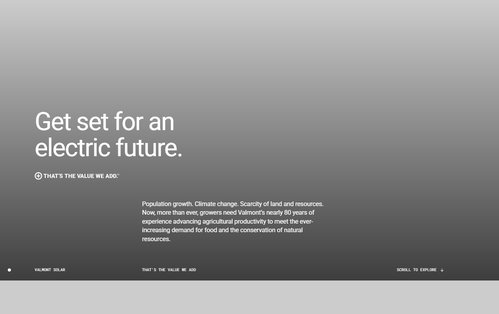 Get set for an
electric future.
THAT'S THE VALUE WE ADD.™
Population growth. Climate change. Scarcity of land and resources.
Now, more than ever, growers need Valmont's nearly 80 years of
experience advancing agricultural productivity to meet the ever-
increasing demand for food and the conservation of natural
resources.
VALMONT SOLAR
THAT'S THE VALUE WE ADD
SCROLL TO EXPLORE ↓